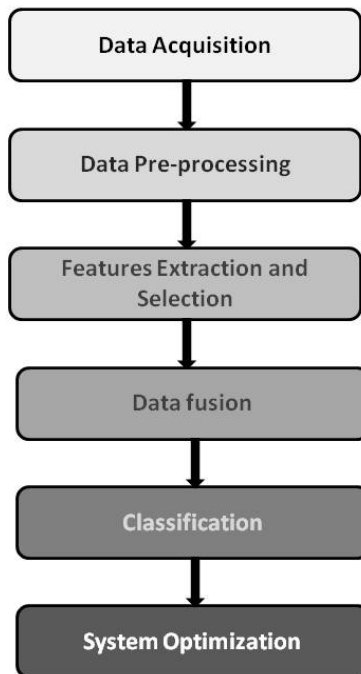 Data Acquisition
Data Pre-processing
Features Extraction and
Selection
Data fusion
Classification
System Optimization